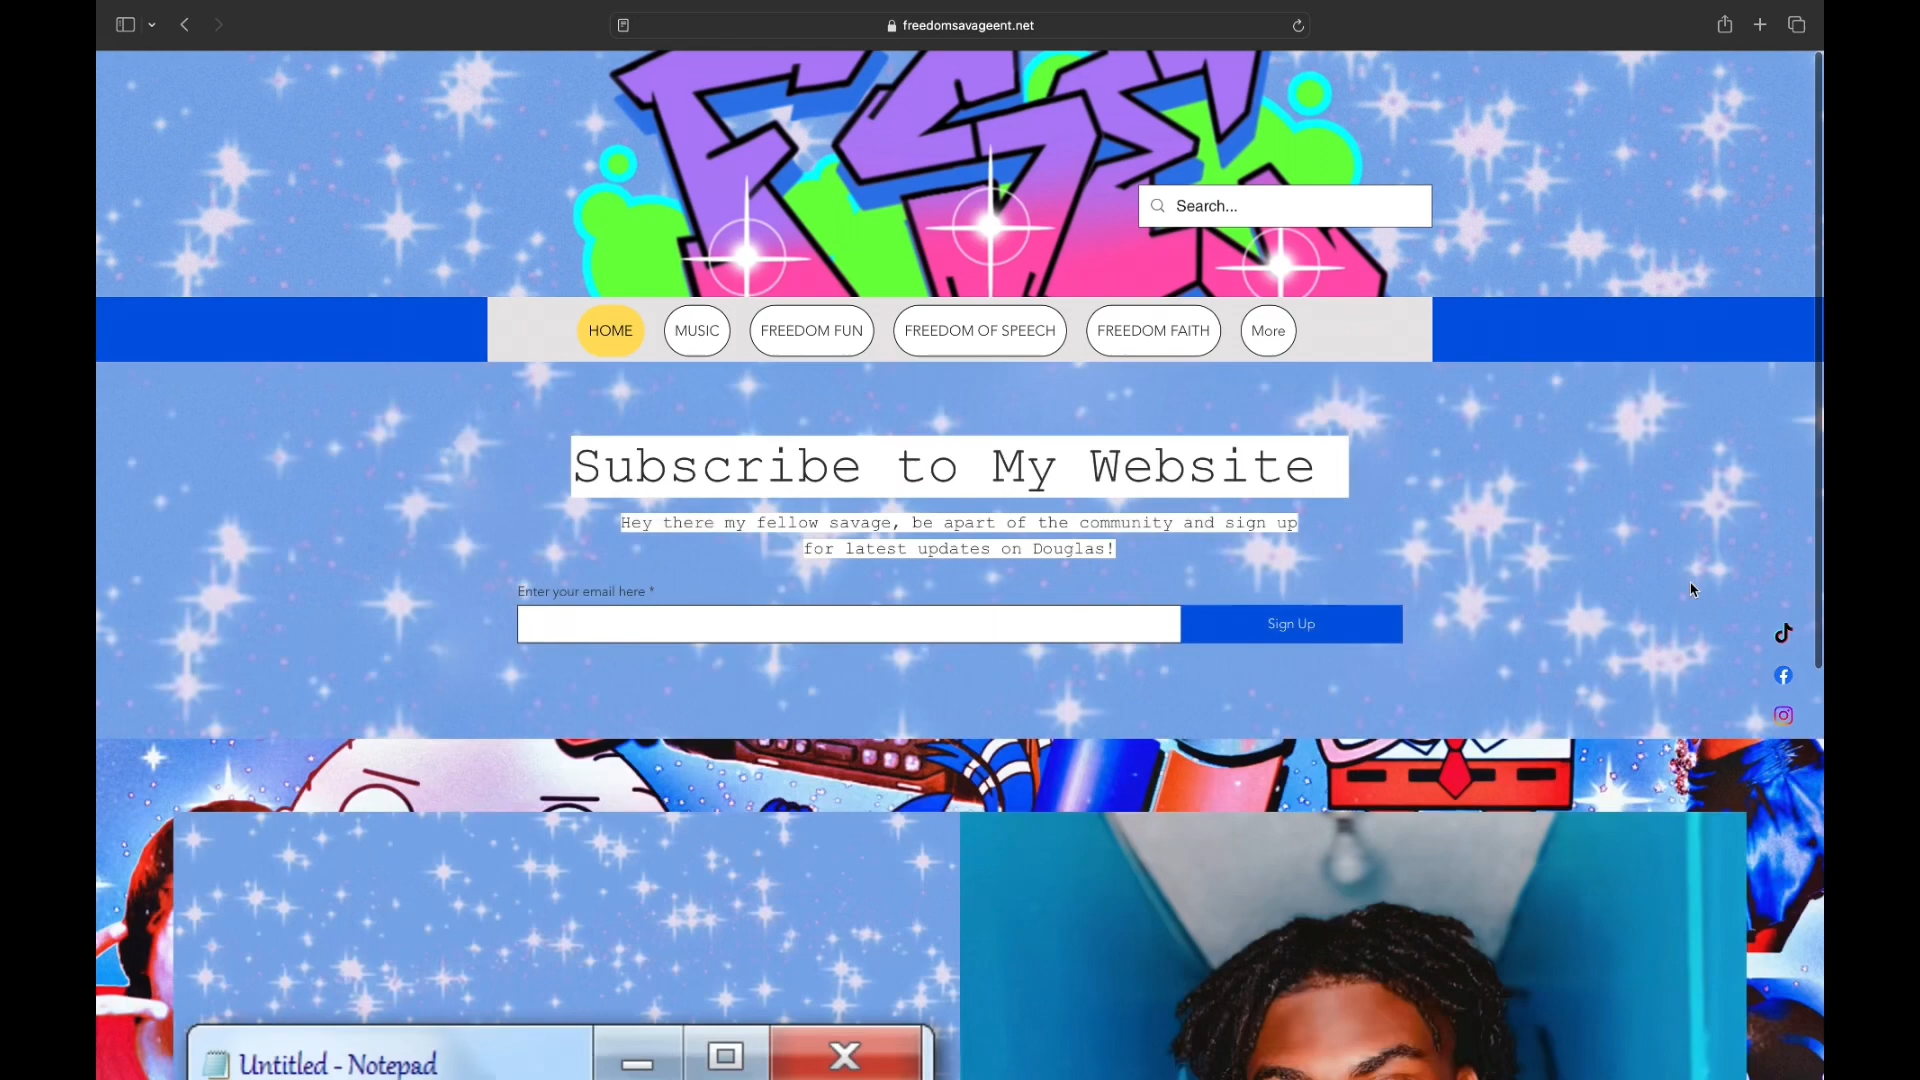 freedomsavageent.net
FSE
Search...
HOME
MUSIC
FREEDOM FUN
FREEDOM OF SPEECH
FREEDOM FAITH
More
Subscribe to My Website
Hey there my fellow savage, be apart of the community and sign up
for latest updates on Douglas!
Enter your email here *
Sign Up
Untitled - Notepad